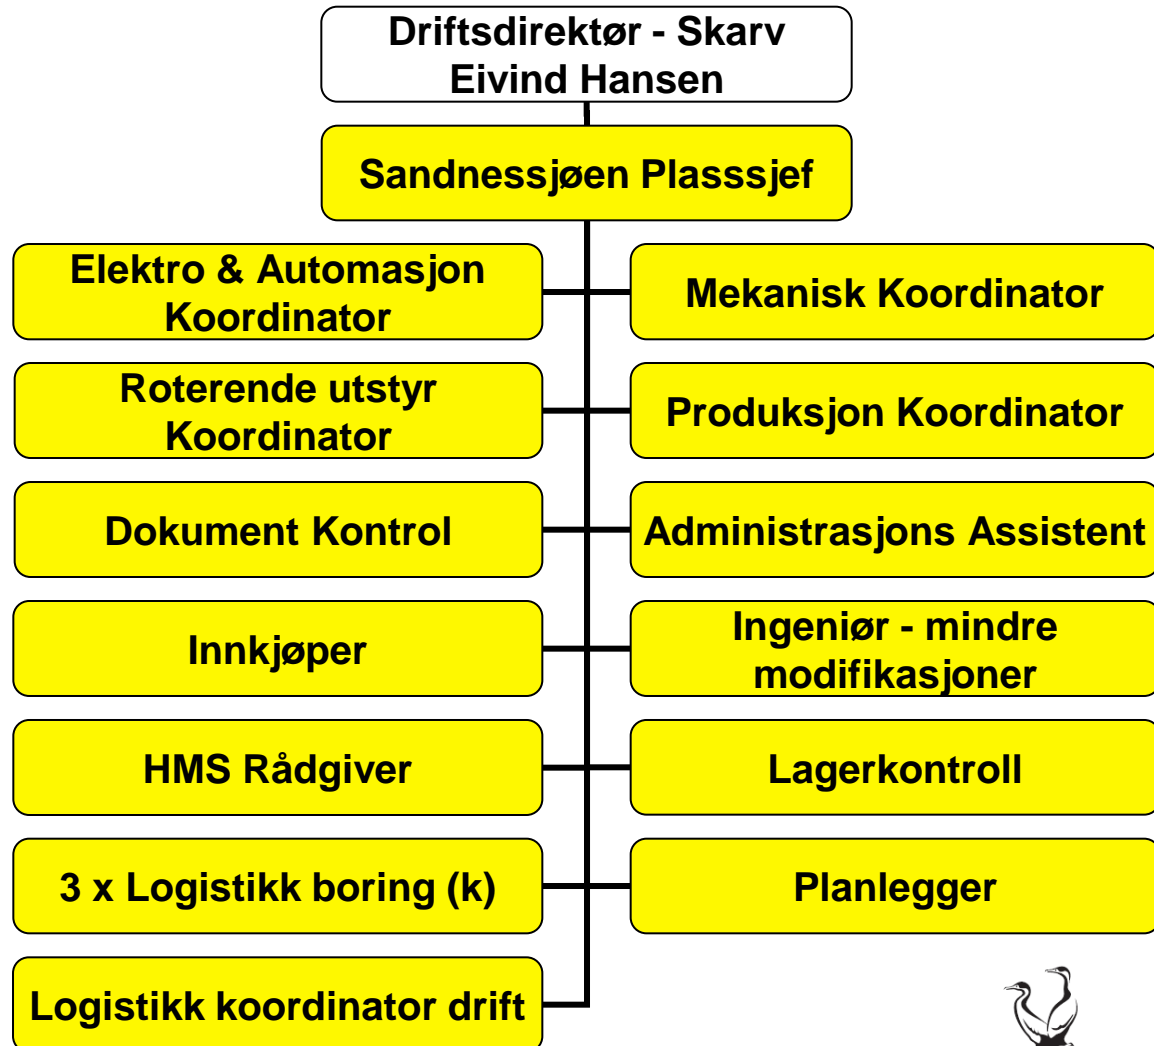 Driftsdirektør - Skarv
Eivind Hansen
Sandnessjøen Plasssjef
Elektro & Automasjon
Koordinator
Mekanisk Koordinator
Roterende utstyr
Koordinator
Produksjon Koordinator
Dokument Kontrol
Administrasjons Assistent
Innkjøper
Ingeniør - mindre
modifikasjoner
HMS Rådgiver
Lagerkontroll
3 x Logistikk boring (k)
Planlegger
Logistikk koordinator drift